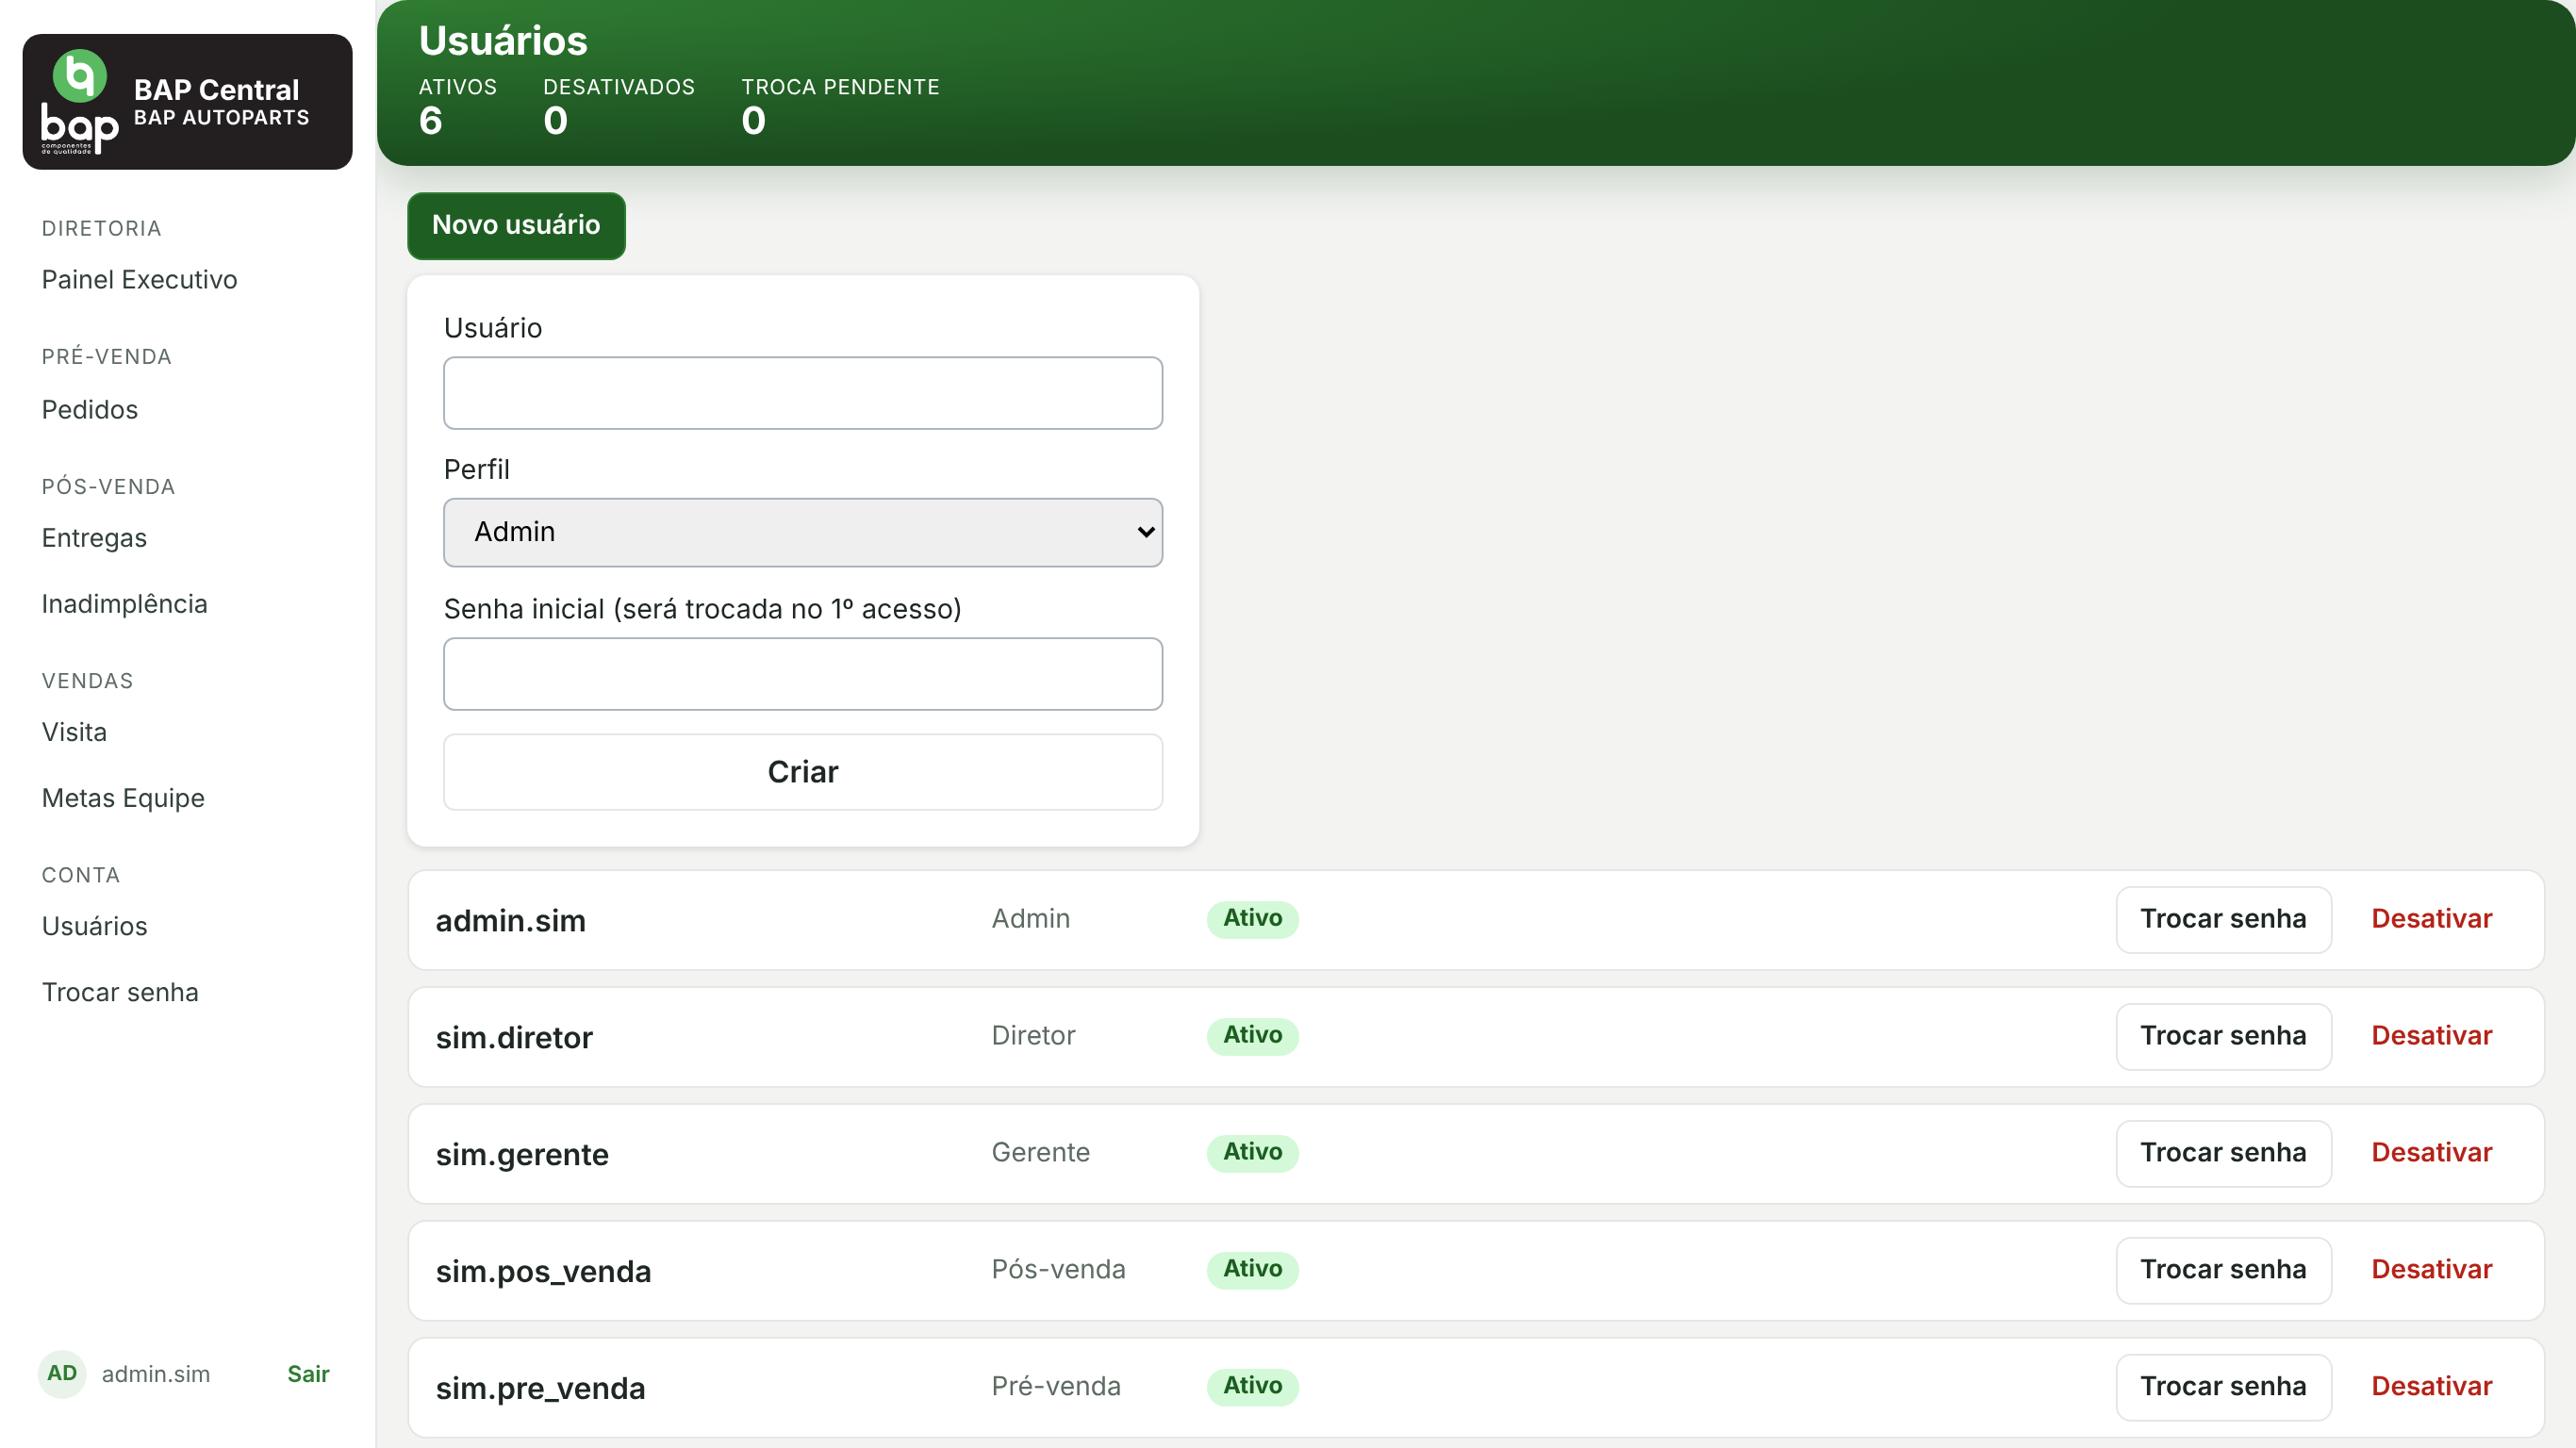 bap
componentes
de qualidade
BAP Central
BAP AUTOPARTS
DIRETORIA
Painel Executivo
PRÉ-VENDA
Pedidos
PÓS-VENDA
Entregas
Inadimplência
VENDAS
Visita
Metas Equipe
CONTA
Usuários
Trocar senha
AD admin.sim Sair
Usuários
ATIVOS DESATIVADOS TROCA PENDENTE
6 0 0
Novo usuário
Usuário
Perfil
Admin
Senha inicial (será trocada no 1º acesso)
Criar
admin.sim Admin Ativo Trocar senha Desativar
sim.diretor Diretor Ativo Trocar senha Desativar
sim.gerente Gerente Ativo Trocar senha Desativar
sim.pos_venda Pós-venda Ativo Trocar senha Desativar
sim.pre_venda Pré-venda Ativo Trocar senha Desativar